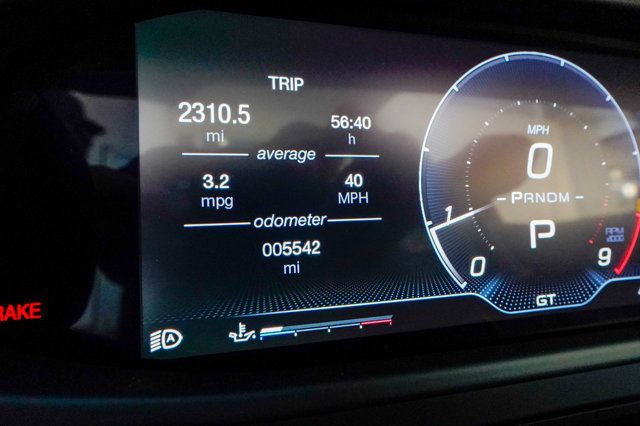 TRIP
2310.5 56:40
mi h
average
3.2 40
mpg MPH
odometer
005542
mi
MPH
0
PRNDM
P
1
0
9
RPM
x1000
GT
RAKE
A